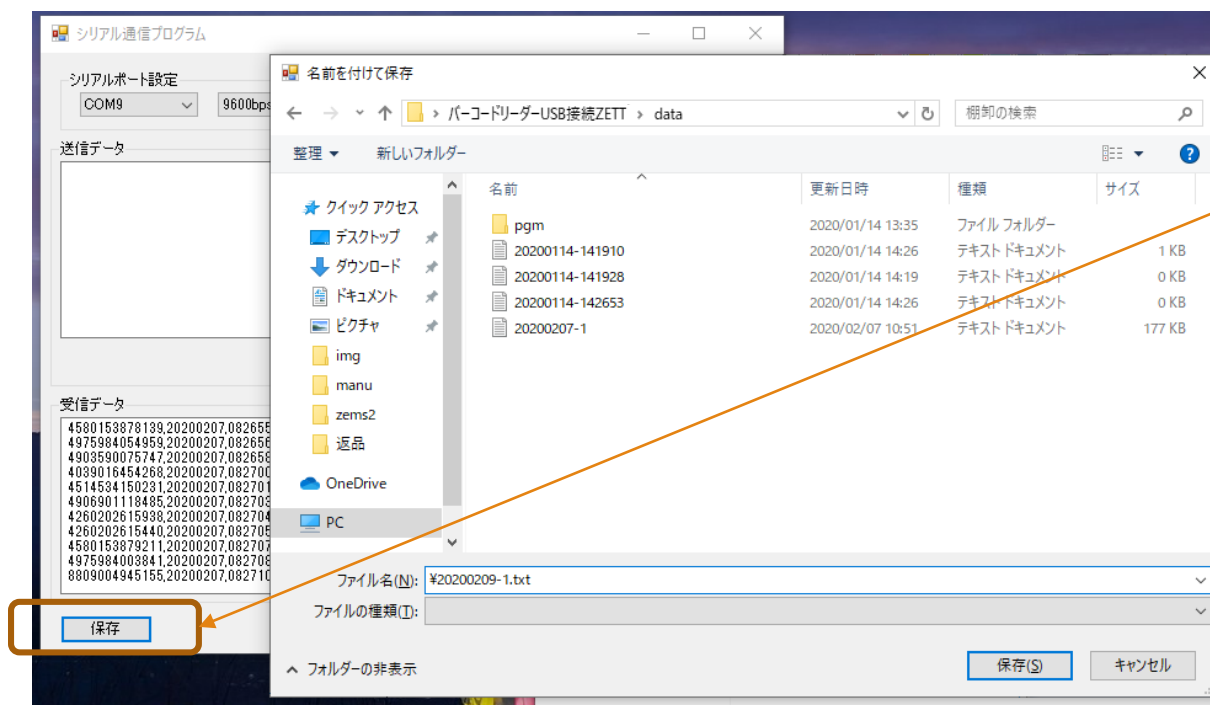 シリアル通信プログラム
シリアルポート設定
COM9 9600bps
送信データ
受信データ
4580153878139,20200207,082655
4975984054959,20200207,082656
4903590075747,20200207,082658
4039016454268,20200207,082700
4514534150231,20200207,082701
4906901118485,20200207,082703
4260202615938,20200207,082704
4260202615440,20200207,082705
4580153879211,20200207,082707
4975984003841,20200207,082708
8809004945155,20200207,082710
保存
名前を付けて保存
バーコードリーダーUSB接続ZETT > data
棚卸の検索
整理 新しいフォルダー
クイック アクセス
デスクトップ
ダウンロード
ドキュメント
ピクチャ
img
manu
zems2
返品
OneDrive
PC
名前 更新日時 種類 サイズ
pgm 2020/01/14 13:35 ファイル フォルダー
20200114-141910 2020/01/14 14:26 テキスト ドキュメント 1 KB
20200114-141928 2020/01/14 14:19 テキスト ドキュメント 0 KB
20200114-142653 2020/01/14 14:26 テキスト ドキュメント 0 KB
20200207-1 2020/02/07 10:51 テキスト ドキュメント 177 KB
ファイル名(N): ¥20200209-1.txt
ファイルの種類(T):
フォルダーの非表示
保存(S) キャンセル